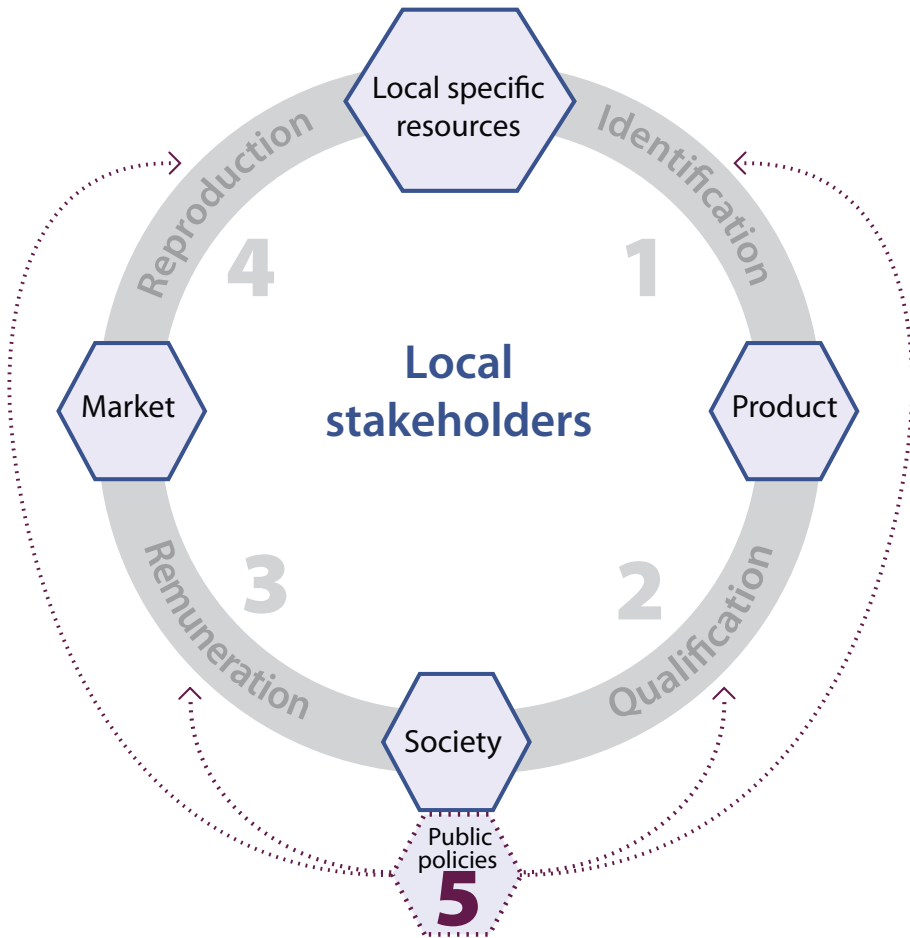 Local specific
resources
Reproduction
Identification
4
1
Local
stakeholders
Market
Product
3
2
Remuneration
Qualification
Society
Public
policies
5